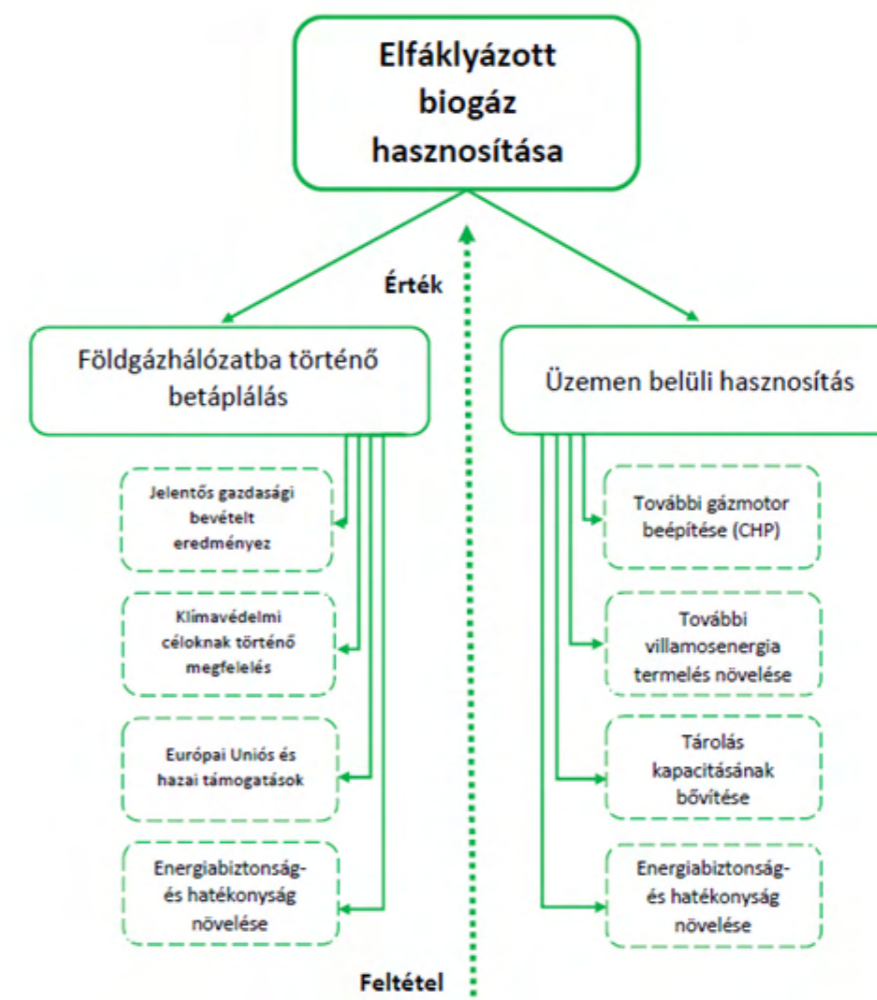 Elfáklyázott
biogáz
hasznosítása
Érték
Földgázhálózatba történő
betáplálás
Jelentős gazdasági
bevételt
eredményez
Klímavédelmi
céloknak történő
megfelelés
Európai Uniós és
hazai támogatások
Energiabiztonság-
és hatékonyság
növelése
Üzemen belüli hasznosítás
További gázmotor
beépítése (CHP)
További
villamosenergia
termelés növelése
Tárolás
kapacitásának
bővítése
Energiabiztonság-
és hatékonyság
növelése
Feltétel